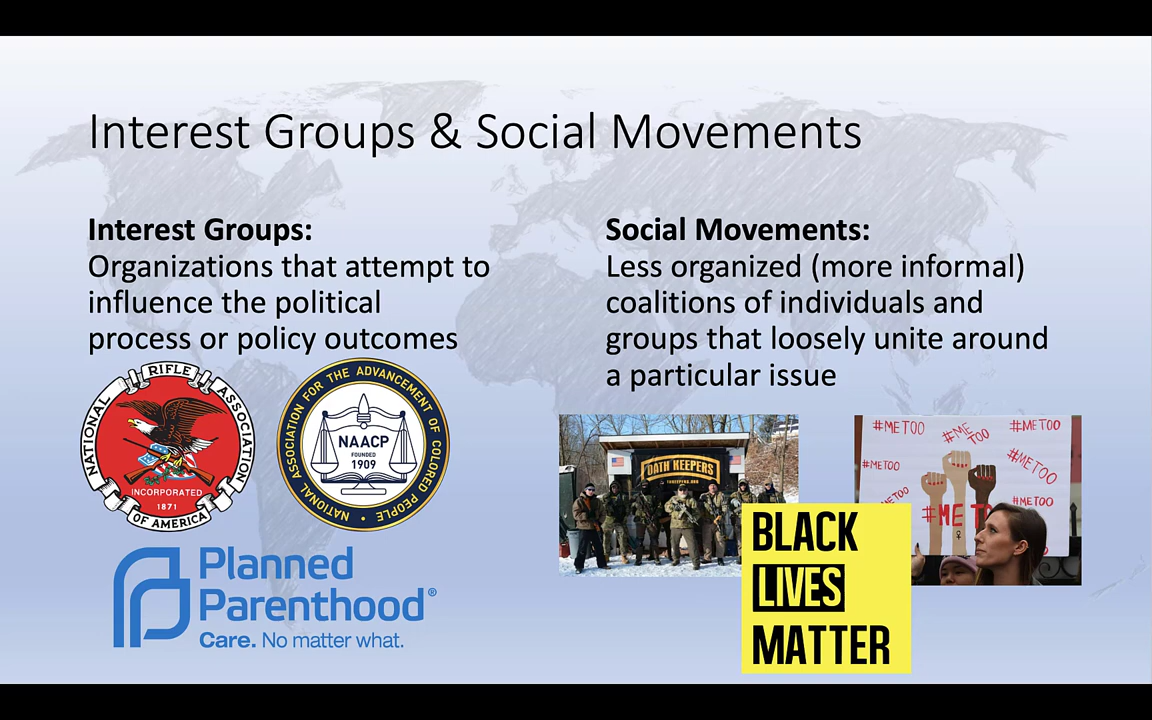 Interest Groups & Social Movements
Interest Groups:
Organizations that attempt to
influence the political
process or policy outcomes
NATIONAL RIFLE ASSOCIATION
INCORPORATED
1871
OF AMERICA
NATIONAL ASSOCIATION FOR THE ADVANCEMENT OF COLORED PEOPLE
NAACP
FOUNDED
1909
Planned
Parenthood®
Care. No matter what.
Social Movements:
Less organized (more informal)
coalitions of individuals and
groups that loosely unite around
a particular issue
OATH KEEPERS
#METOO
#ME TOO
#METOO
#METOO
#METOO
#METOO
BLACK
LIVES
MATTER